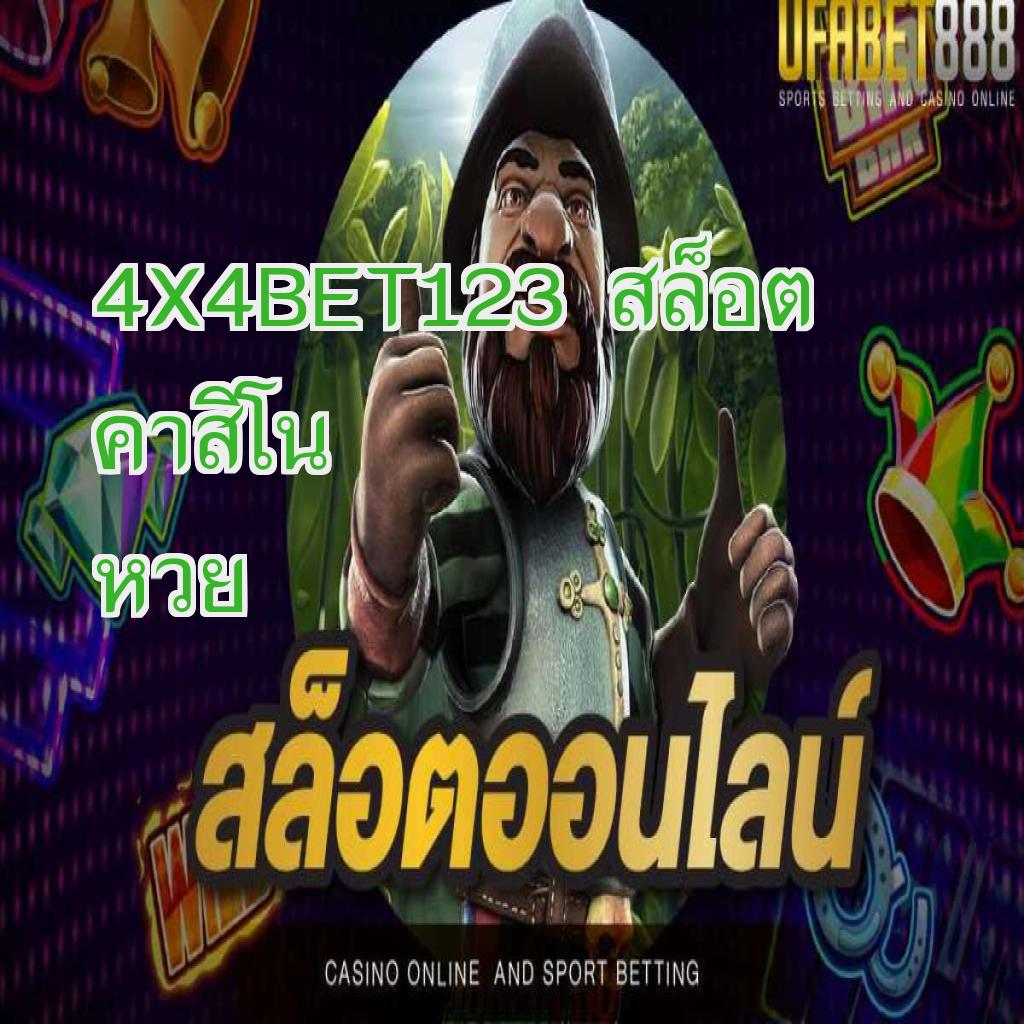 UFABET888
SPORTS BETTING AND CASINO ONLINE
BAR
4X4BET123 สล็อต
คาสิโน
หวย
สล็อตออนไลน์
CASINO ONLINE AND SPORT BETTING